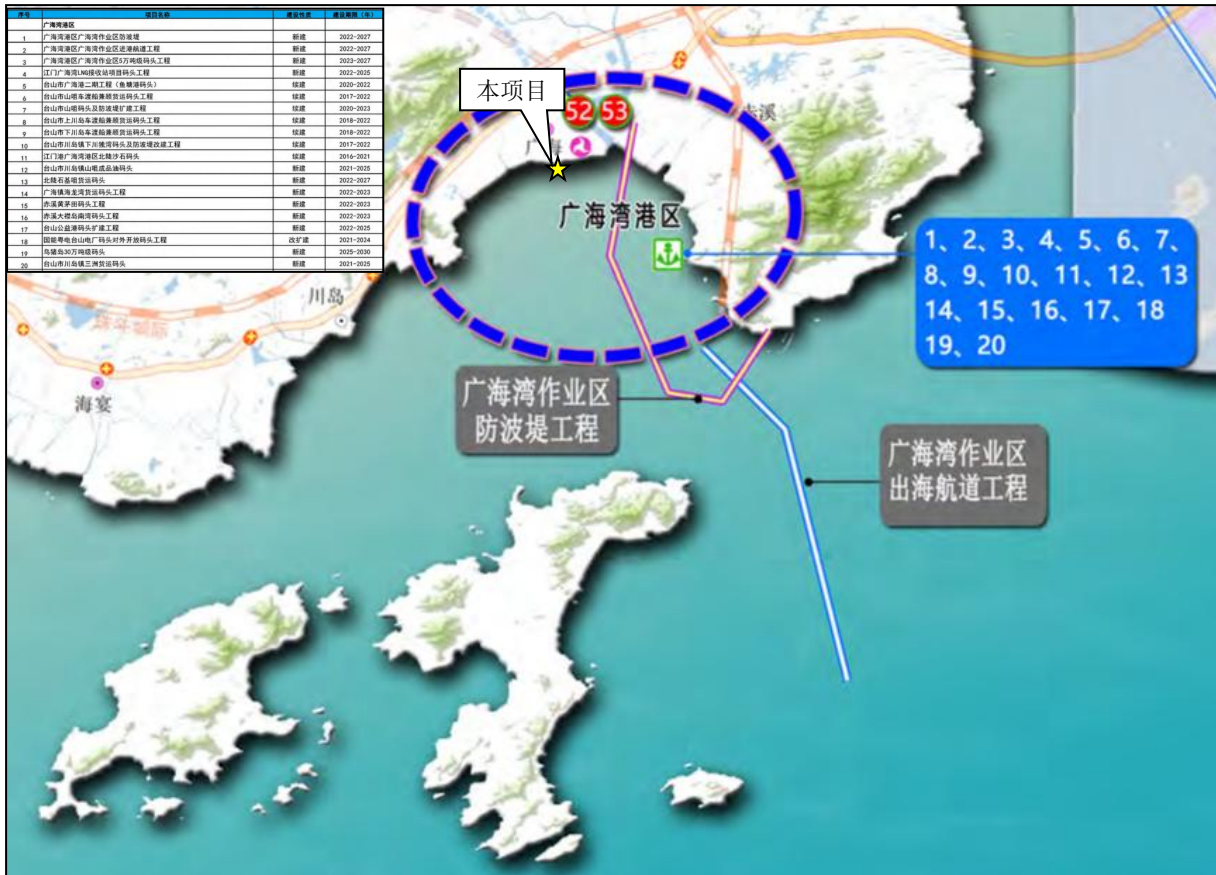 序号 项目名称 建设性质 建设期限（年）
广海湾港区
1 广海湾港区广海湾作业区防波堤 新建 2022-2027
2 广海湾港区广海湾作业区进港航道工程 新建 2022-2027
3 广海湾港区广海湾作业区5万吨级码头工程 新建 2023-2027
4 江门广海湾LNG接收站项目码头工程 新建 2022-2025
5 台山市广海港二期工程（鱼塘港码头） 续建 2020-2022
6 台山市山咀车渡船兼顾货运码头工程 续建 2017-2022
7 台山市山咀码头及防波堤扩建工程 续建 2020-2023
8 台山市上川岛车渡船兼顾货运码头工程 续建 2018-2022
9 台山市下川岛车渡船兼顾货运码头工程 续建 2018-2022
10 台山市川岛镇下川独湾码头及防波堤改建工程 续建 2017-2022
11 江门港广海湾港区北陡沙石码头 续建 2016-2021
12 台山市川岛镇山咀成品油码头 新建 2021-2025
13 北陡石基咀货运码头 新建 2022-2027
14 广海镇海龙湾货运码头工程 新建 2022-2023
15 赤溪黄茅田码头工程 新建 2022-2023
16 赤溪大襟岛南湾码头工程 新建 2022-2023
17 台山公益港码头扩建工程 新建 2022-2025
18 国能粤电台山电厂码头对外开放码头工程 改扩建 2021-2024
19 乌猪岛30万吨级码头 新建 2025-2030
20 台山市川岛镇三洲货运码头 新建 2021-2025
本项目
52 53
赤溪
广海
广海湾港区
1、2、3、4、5、6、7、
8、9、10、11、12、13
14、15、16、17、18
19、20
川岛
海宴
广海湾作业区
防波堤工程
广海湾作业区
出海航道工程